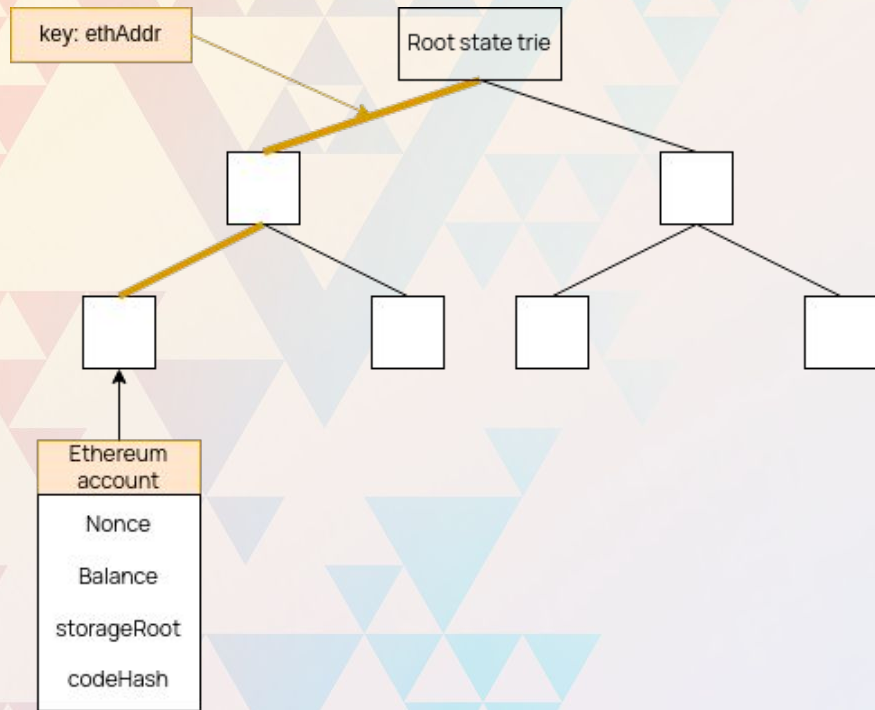 key: ethAddr
Root state trie
Ethereum
account
Nonce
Balance
storageRoot
codeHash